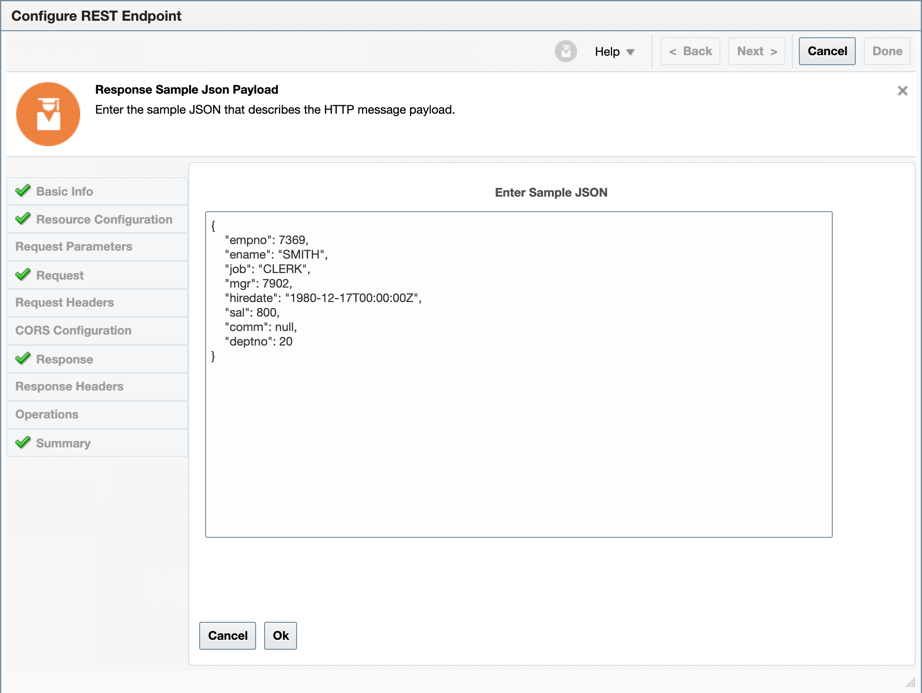 Configure REST Endpoint
Help
< Back
Next >
Cancel
Done
Response Sample Json Payload
Enter the sample JSON that describes the HTTP message payload.
Basic Info
Resource Configuration
Request Parameters
Request
Request Headers
CORS Configuration
Response
Response Headers
Operations
Summary
Enter Sample JSON
{
"empno": 7369,
"ename": "SMITH",
"job": "CLERK",
"mgr": 7902,
"hiredate": "1980-12-17T00:00:00Z",
"sal": 800,
"comm": null,
"deptno": 20
}
Cancel
Ok